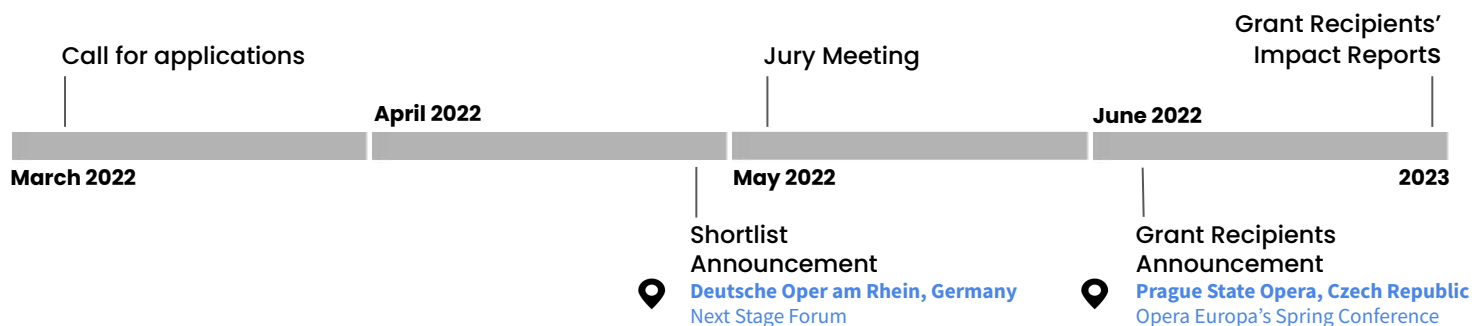 Grant Recipients’
Impact Reports
Call for applications
Jury Meeting
April 2022
June 2022
March 2022
May 2022
2023
Shortlist
Announcement
Deutsche Oper am Rhein, Germany
Next Stage Forum
Grant Recipients
Announcement
Prague State Opera, Czech Republic
Opera Europa’s Spring Conference